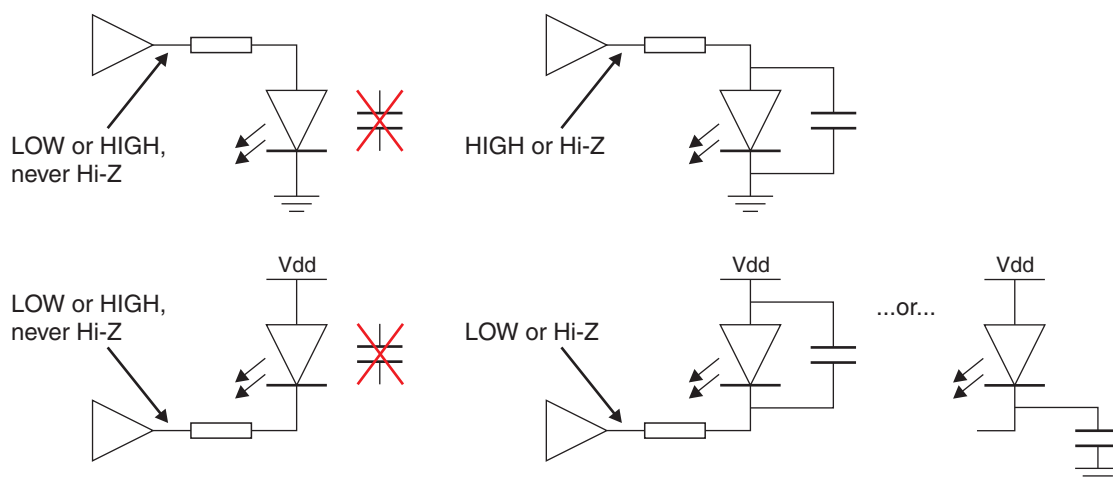 LOW or HIGH,
never Hi-Z
HIGH or Hi-Z
Vdd
LOW or HIGH,
never Hi-Z
Vdd
LOW or Hi-Z
...or...
Vdd